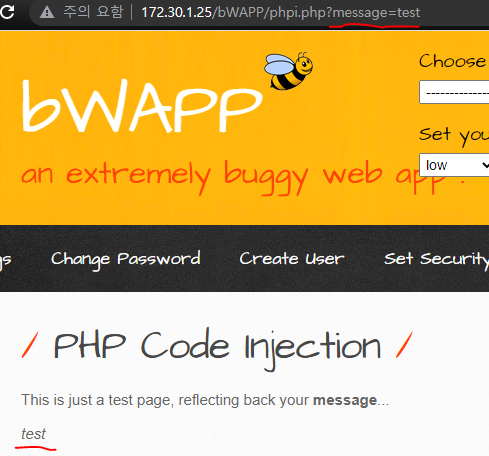 주의 요함 172.30.1.25/bWAPP/phpi.php?message=test
Choose
bWAPP
--------------
Set you
low
an extremely buggy web app !
gs Change Password Create User Set Security
/ PHP Code Injection /
This is just a test page, reflecting back your message...
test